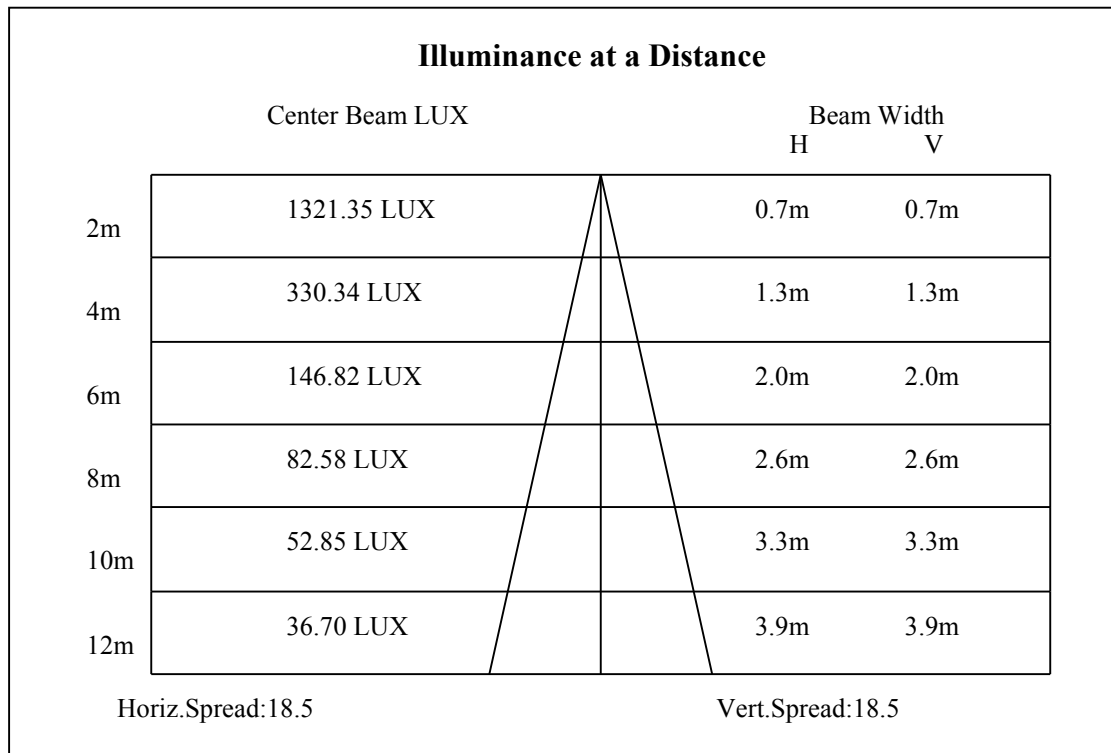 Illuminance at a Distance
Center Beam LUX Beam Width
H V
2m 1321.35 LUX 0.7m 0.7m
4m 330.34 LUX 1.3m 1.3m
6m 146.82 LUX 2.0m 2.0m
8m 82.58 LUX 2.6m 2.6m
10m 52.85 LUX 3.3m 3.3m
12m 36.70 LUX 3.9m 3.9m
Horiz.Spread:18.5 Vert.Spread:18.5